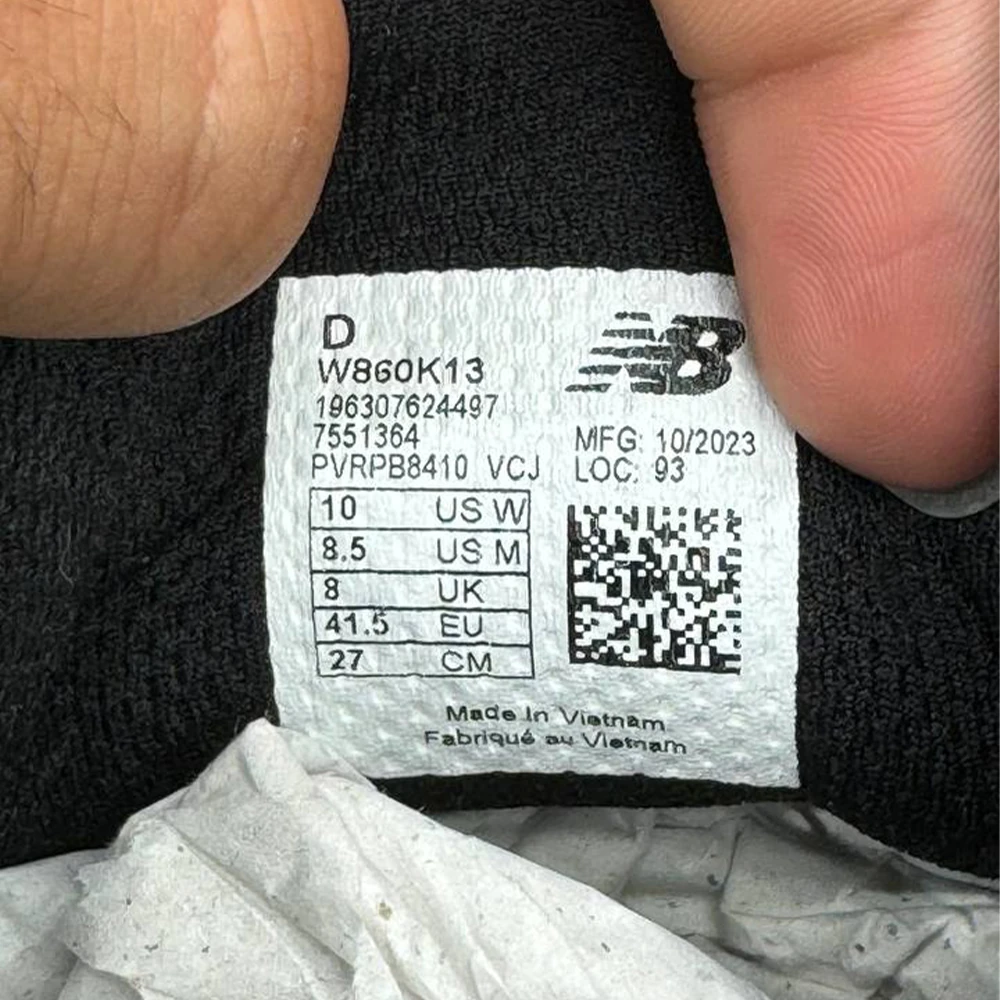 D
W860K13
196307624497
7551364
PVRPB8410 VCJ
NB
MFG: 10/2023
LOC: 93
10 US W
8.5 US M
8 UK
41.5 EU
27 CM
Made In Vietnam
Fabriqué au Vietnam